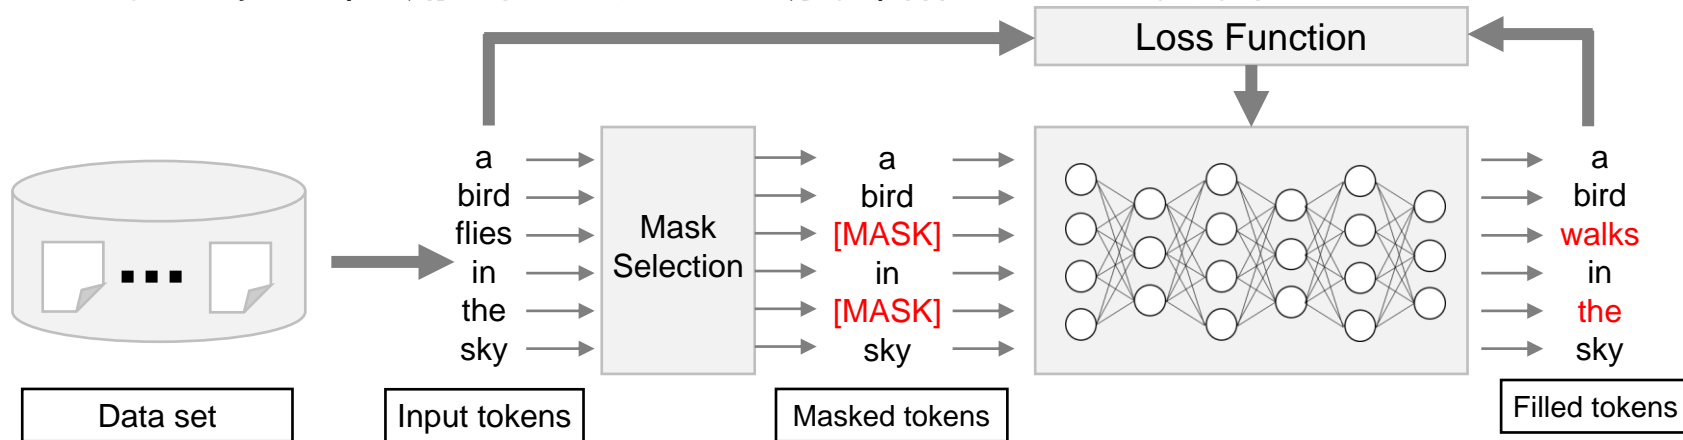 Loss Function
a
bird
flies
in
the
sky
Mask
Selection
a
bird
[MASK]
in
[MASK]
sky
a
bird
walks
in
the
sky
Data set
Input tokens
Masked tokens
Filled tokens